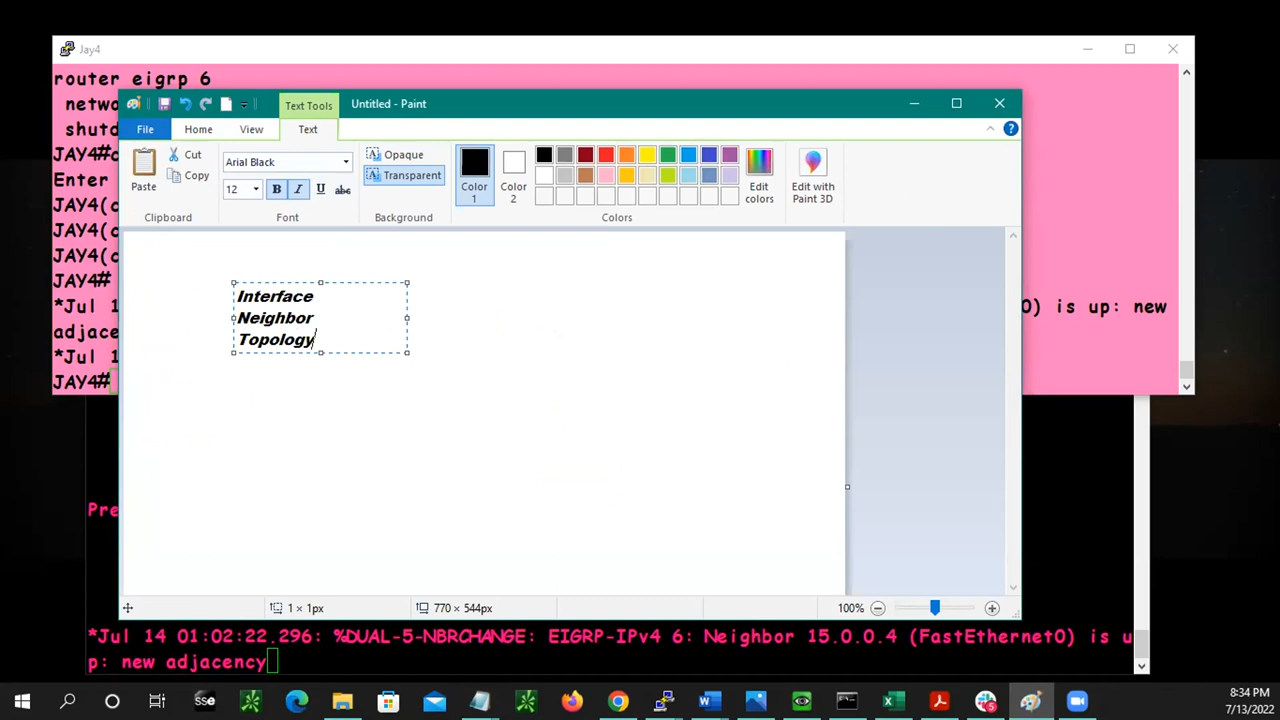 Jay4
router eigrp 6
netwo
shutd
JAY4#c
Enter
JAY4(c
JAY4(c
JAY4(c
JAY4#
*Jul 1
0) is up: new
adjace
*Jul 1
JAY4#
Text Tools
Untitled - Paint
File
Home
View
Text
Paste
Cut
Copy
Clipboard
Arial Black
12
B
I
U
abc
Font
Opaque
Transparent
Background
Color
1
Color
2
Edit
colors
Colors
Edit with
Paint 3D
Interface
Neighbor
Topology
1 × 1px
770 × 544px
100%
Pre
*Jul 14 01:02:22.296: %DUAL-5-NBRCHANGE: EIGRP-IPv4 6: Neighbor 15.0.0.4 (FastEthernet0) is u
p: new adjacency
8:34 PM
7/13/2022